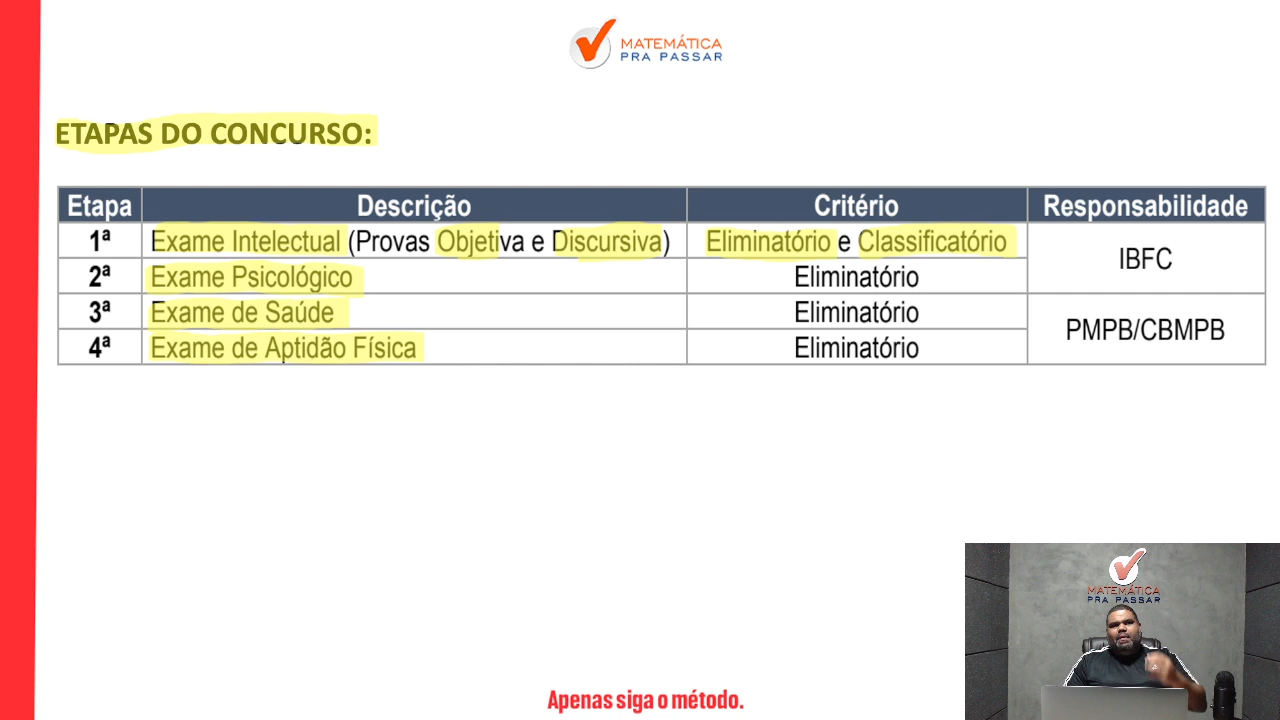 MATEMÁTICA
PRA PASSAR
ETAPAS DO CONCURSO:
Etapa Descrição Critério Responsabilidade
1ª Exame Intelectual (Provas Objetiva e Discursiva) Eliminatório e Classificatório IBFC
2ª Exame Psicológico Eliminatório
3ª Exame de Saúde Eliminatório PMPB/CBMPB
4ª Exame de Aptidão Física Eliminatório
MATEMÁTICA
PRA PASSAR
Apenas siga o método.